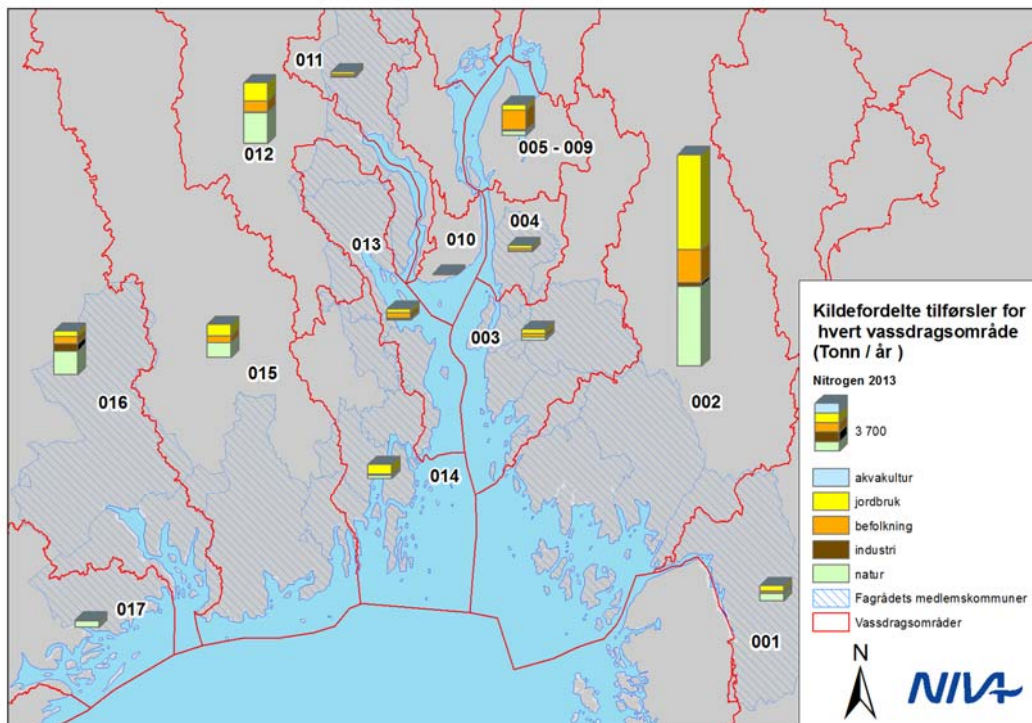 011
012
005 - 009
004
013
010
003
015
016
002
014
017
001
Kildefordelte tilførsler for
hvert vassdragsområde
(Tonn / år )
Nitrogen 2013
3 700
akvakultur
jordbruk
befolkning
industri
natur
Fagrådets medlemskommuner
Vassdragsområder
N
NIVA